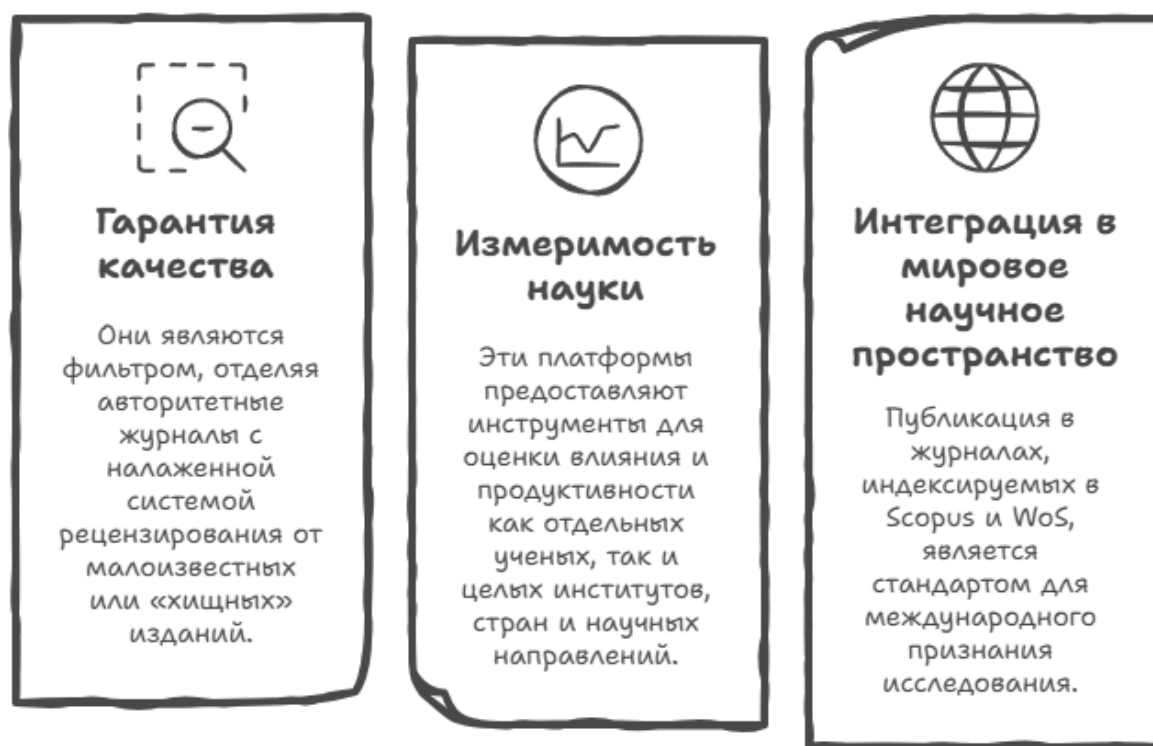 Гарантия
качества
Они являются
фильтром, отделяя
авторитетные
журналы с
налаженной
системой
рецензирования от
малоизвестных
или «хищных»
изданий.
Измеримость
науки
Эти платформы
предоставляют
инструменты для
оценки влияния и
продуктивности
как отдельных
ученых, так и
целых институтов,
стран и научных
направлений.
Интеграция в
мировое
научное
пространство
Публикация в
журналах,
индексируемых в
Scopus и WoS,
является
стандартом для
международного
признания
исследования.